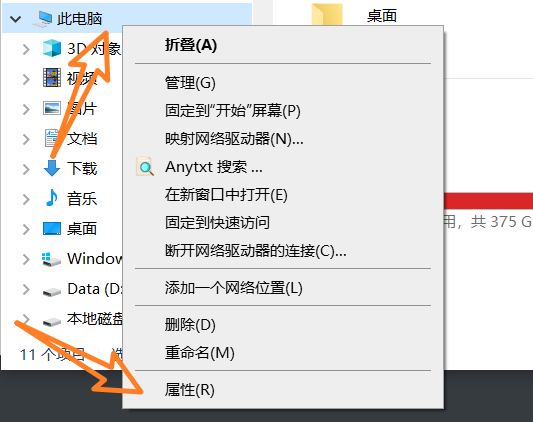 此电脑
桌面
3D 对象
视频
图片
文档
下载
音乐
桌面
Window
Data (D:
本地磁盘
11 个项目
折叠(A)
管理(G)
固定到"开始"屏幕(P)
映射网络驱动器(N)...
Anytxt 搜索 ...
在新窗口中打开(E)
固定到快速访问
断开网络驱动器的连接(C)...
添加一个网络位置(L)
删除(D)
重命名(M)
属性(R)
用，共 375 G